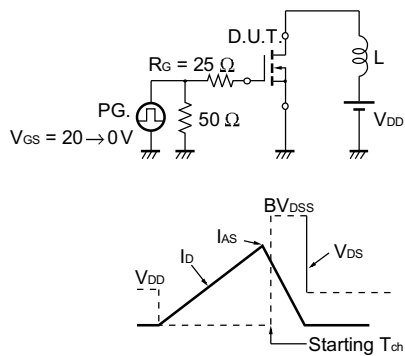 D.U.T.
RG = 25 Ω
L
PG.
50 Ω
VDD
VGS = 20 → 0 V
BVDSS
IAS
ID
VDS
VDD
Starting Tch